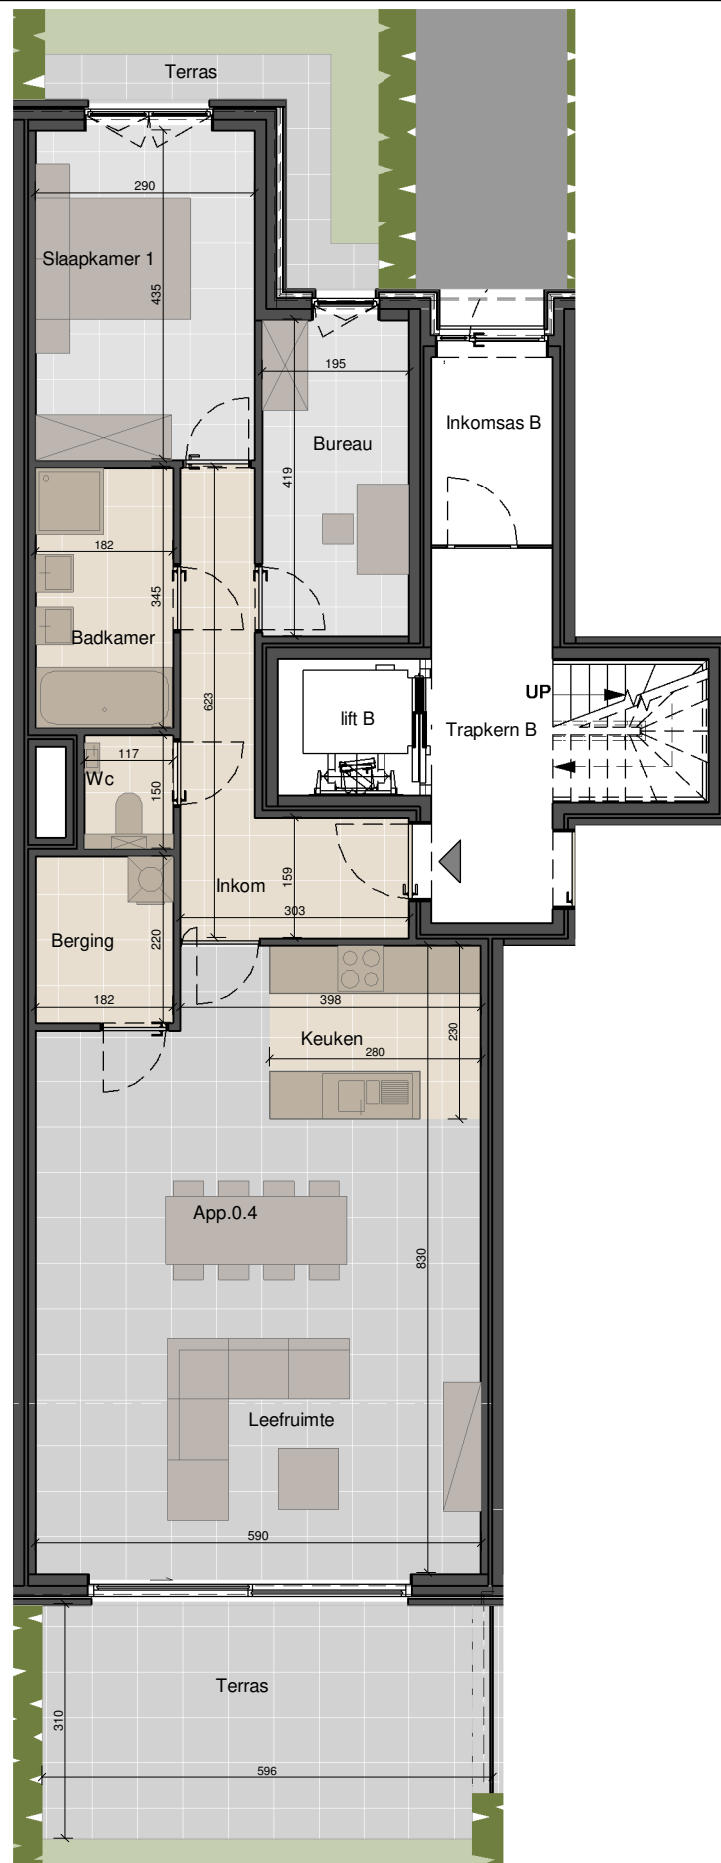 Terras
290
Slaapkamer 1
435
195
Inkomsas B
Bureau
419
182
345
Badkamer
623
UP
lift B
Trapkern B
117
Wc
150
Inkom
159
303
Berging
220
182
398
Keuken
230
280
App.0.4
830
Leefruimte
590
Terras
310
596